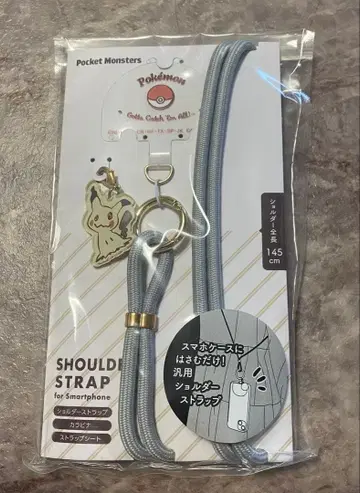 Pocket Monsters
Pokémon
Gotta Catch 'Em All!
ショルダー全長
145
cm
スマホケースに
はさむだけ!
汎用
ショルダー
ストラップ
SHOULDE
STRAP
for Smartphone
ショルダーストラップ
カラビナ
ストラップシート